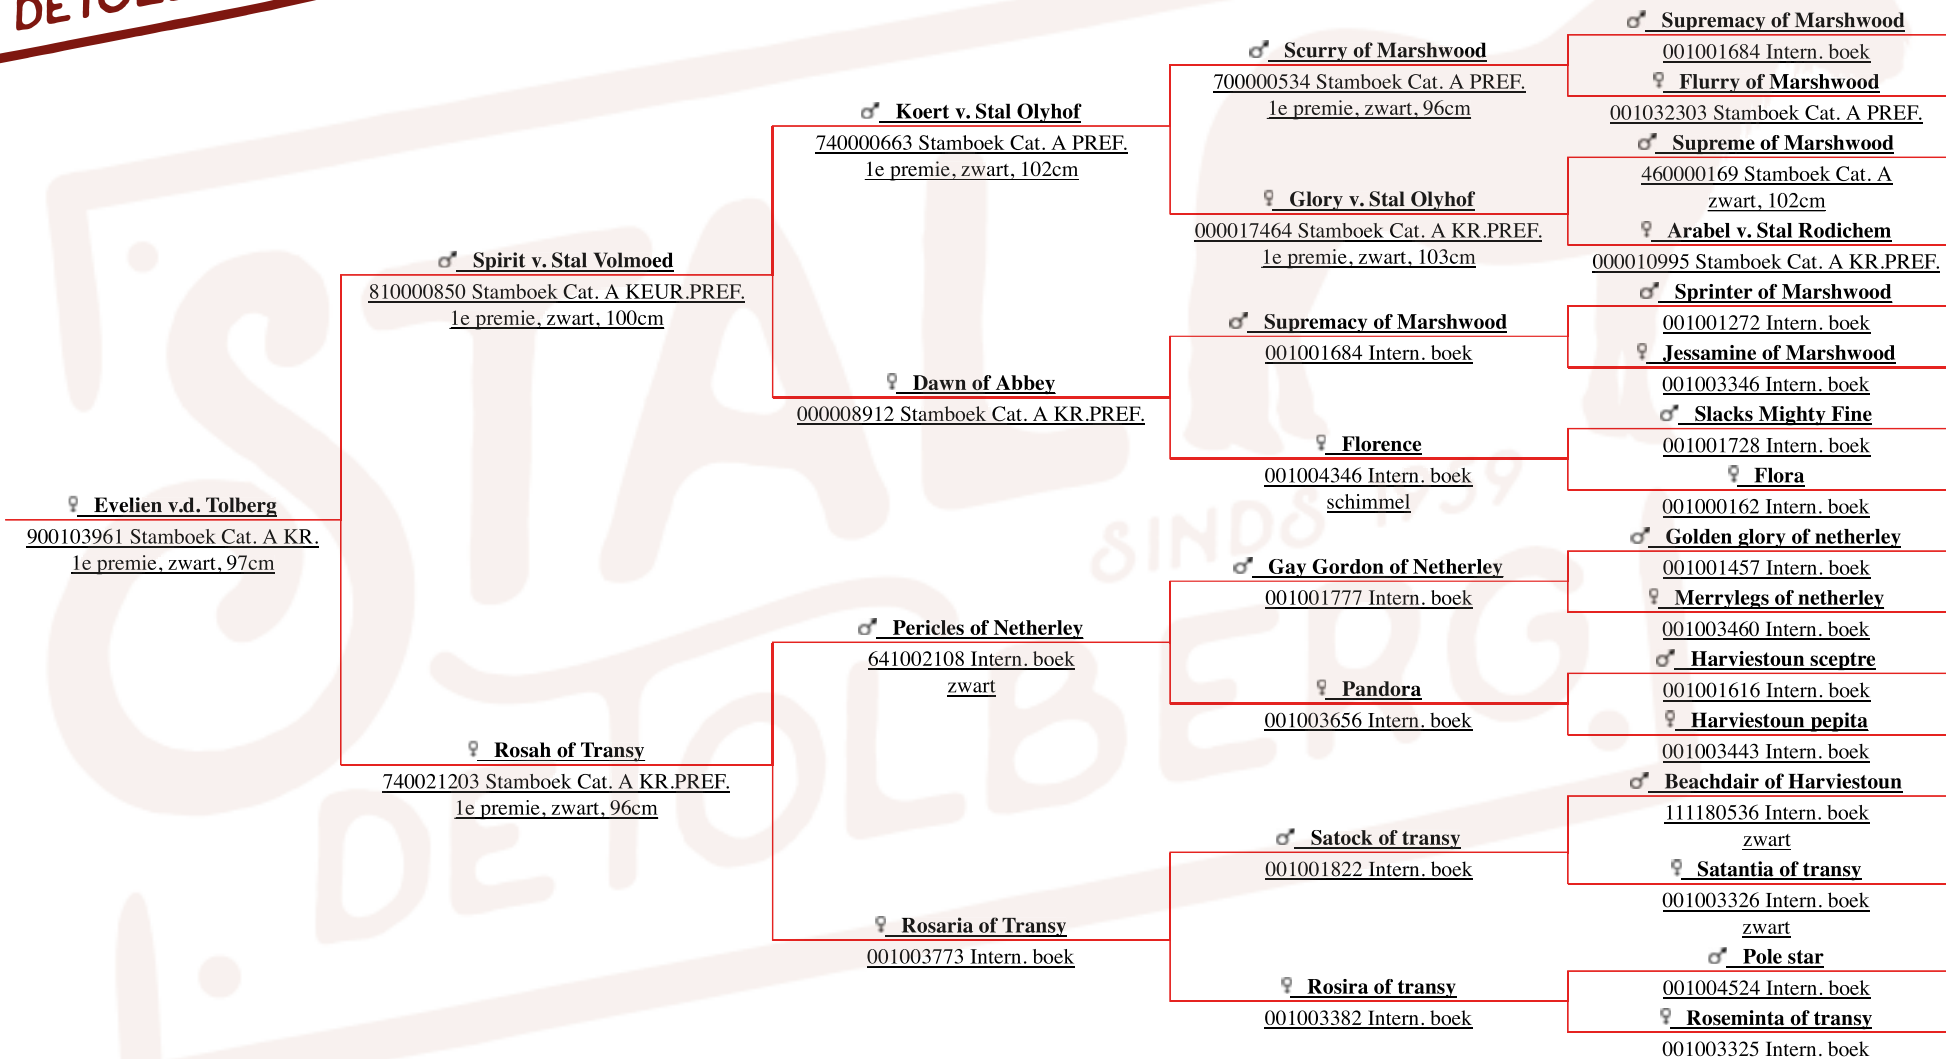 Evelien v.d. Tolberg
900103961 Stamboek Cat. A KR.
1e premie, zwart, 97cm
Spirit v. Stal Volmoed
810000850 Stamboek Cat. A KEUR.PREF.
1e premie, zwart, 100cm
Rosah of Transy
740021203 Stamboek Cat. A KR.PREF.
1e premie, zwart, 96cm
Koert v. Stal Olyhof
740000663 Stamboek Cat. A PREF.
1e premie, zwart, 102cm
Dawn of Abbey
000008912 Stamboek Cat. A KR.PREF.
Pericles of Netherley
641002108 Intern. boek
zwart
Rosaria of Transy
001003773 Intern. boek
Scurry of Marshwood
700000534 Stamboek Cat. A PREF.
1e premie, zwart, 96cm
Glory v. Stal Olyhof
000017464 Stamboek Cat. A KR.PREF.
1e premie, zwart, 103cm
Supremacy of Marshwood
001001684 Intern. boek
Florence
001004346 Intern. boek
schimmel
Gay Gordon of Netherley
001001777 Intern. boek
Pandora
001003656 Intern. boek
Satock of transy
001001822 Intern. boek
Rosira of transy
001003382 Intern. boek
Supremacy of Marshwood
001001684 Intern. boek
Flurry of Marshwood
001032303 Stamboek Cat. A PREF.
Supreme of Marshwood
460000169 Stamboek Cat. A
zwart, 102cm
Arabel v. Stal Rodichem
000010995 Stamboek Cat. A KR.PREF.
Sprinter of Marshwood
001001272 Intern. boek
Jessamine of Marshwood
001003346 Intern. boek
Slacks Mighty Fine
001001728 Intern. boek
Flora
001000162 Intern. boek
Golden glory of netherley
001001457 Intern. boek
Merrylegs of netherley
001003460 Intern. boek
Harviestoun sceptre
001001616 Intern. boek
Harviestoun pepita
001003443 Intern. boek
Beachdair of Harviestoun
111180536 Intern. boek
zwart
Satantia of transy
001003326 Intern. boek
zwart
Pole star
001004524 Intern. boek
Roseminta of transy
001003325 Intern. boek
STAL
SINDS 1959
DE TOLBERG